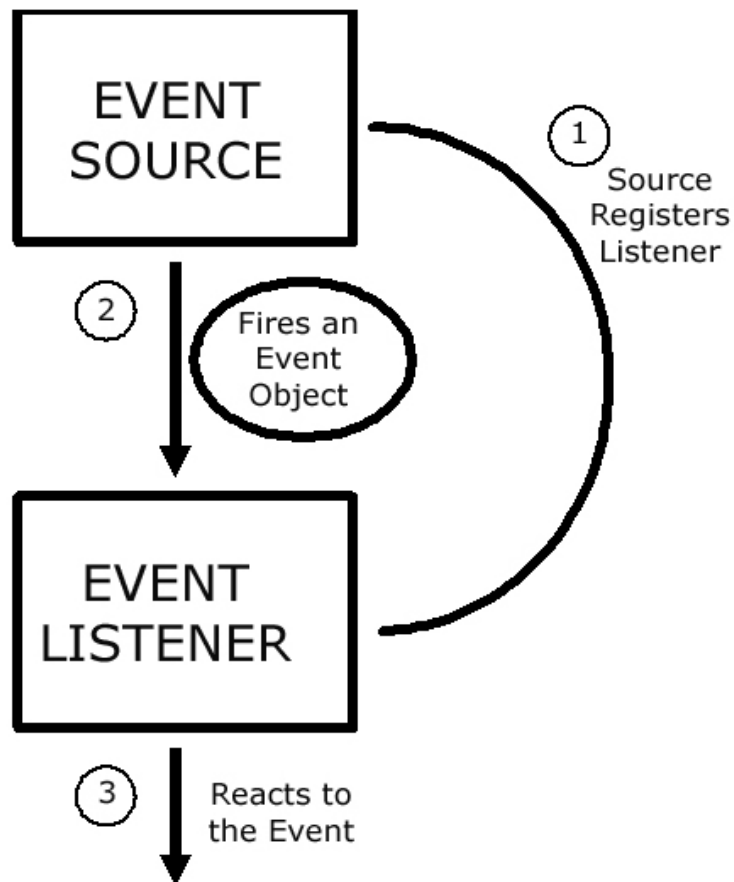 EVENT
SOURCE
1
Source
Registers
Listener
2
Fires an
Event
Object
EVENT
LISTENER
3
Reacts to
the Event